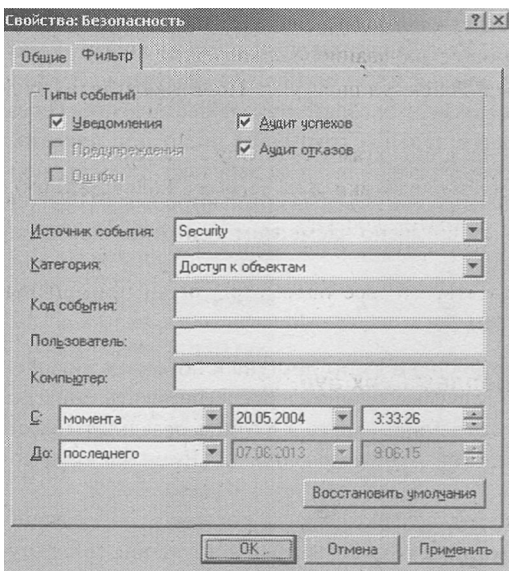 Свойства: Безопасность
Общие Фильтр
Типы событий
Уведомления Аудит успехов
Предупреждения Аудит отказов
Ошибки
Источник события: Security
Категория: Доступ к объектам
Код события:
Пользователь:
Компьютер:
С: момента 20.05.2004 3:33:26
До: последнего 07.06.2013 9:06:15
Восстановить умолчания
OK Отмена Применить